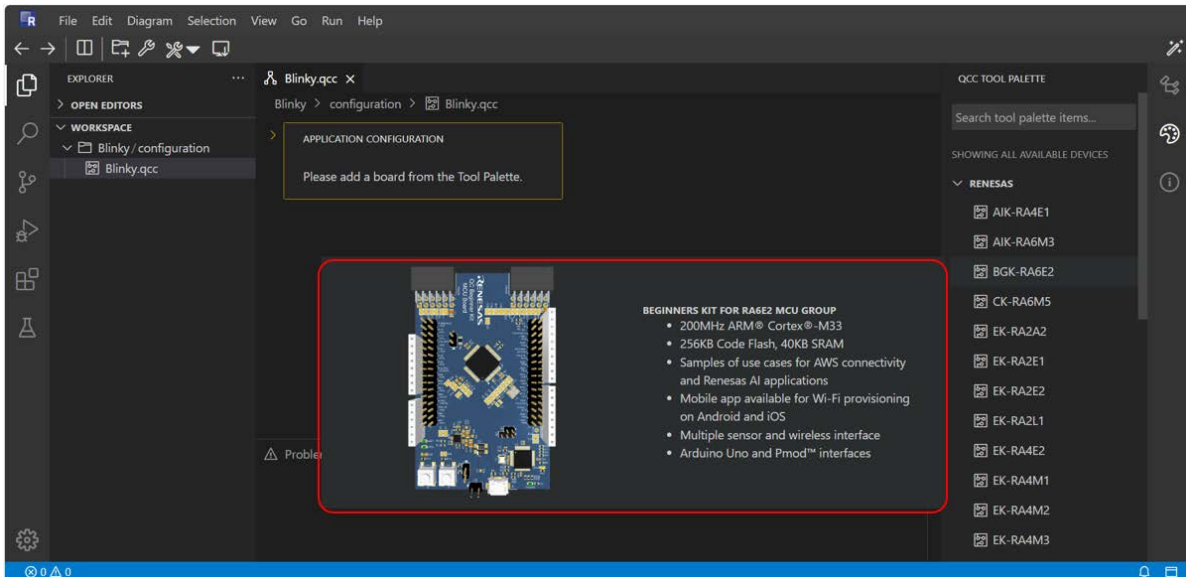 File Edit Diagram Selection View Go Run Help
EXPLORER
OPEN EDITORS
WORKSPACE
Blinky/configuration
Blinky.qcc
Blinky.qcc
Blinky > configuration > Blinky.qcc
APPLICATION CONFIGURATION
Please add a board from the Tool Palette.
RENESAS
QC Beginner Kit
MCU Board
BEGINNERS KIT FOR RA6E2 MCU GROUP
• 200MHz ARM® Cortex®-M33
• 256KB Code Flash, 40KB SRAM
• Samples of use cases for AWS connectivity
and Renesas AI applications
• Mobile app available for Wi-Fi provisioning
on Android and iOS
• Multiple sensor and wireless interface
• Arduino Uno and Pmod™ interfaces
QCC TOOL PALETTE
Search tool palette items...
SHOWING ALL AVAILABLE DEVICES
RENESAS
AIK-RA4E1
AIK-RA6M3
BGK-RA6E2
CK-RA6M5
EK-RA2A2
EK-RA2E1
EK-RA2E2
EK-RA2L1
EK-RA4E2
EK-RA4M1
EK-RA4M2
EK-RA4M3
0 0